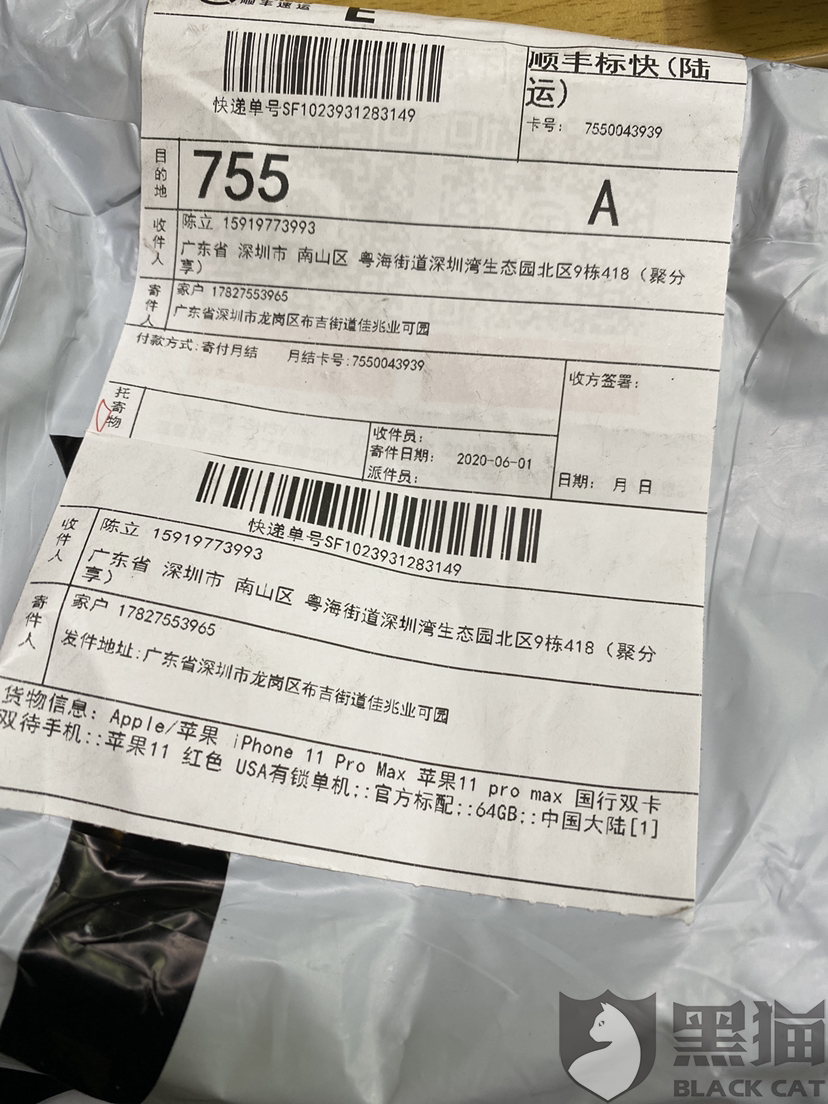 顺丰速运
E
快递单号SF1023931283149
顺丰标快(陆
运)
卡号: 7550043939
目的地
755
A
收件人
陈立 15919773993
广东省 深圳市 南山区 粤海街道深圳湾生态园北区9栋418 (聚分
享)
寄件人
家户 17827553965
广东省深圳市龙岗区布吉街道佳兆业可园
付款方式:寄付月结 月结卡号:7550043939
收方签署:
托寄物
收件员:
寄件日期: 2020-06-01
派件员:
日期: 月 日
快递单号SF1023931283149
收件人
陈立 15919773993
广东省 深圳市 南山区 粤海街道深圳湾生态园北区9栋418 (聚分
享)
寄件人
家户 17827553965
发件地址:广东省深圳市龙岗区布吉街道佳兆业可园
货物信息: Apple/苹果 iPhone 11 Pro Max 苹果11 pro max 国行双卡
双待手机;:苹果11 红色 USA有锁单机;:官方标配;:64GB;:中国大陆[1]
黑猫
BLACK CAT